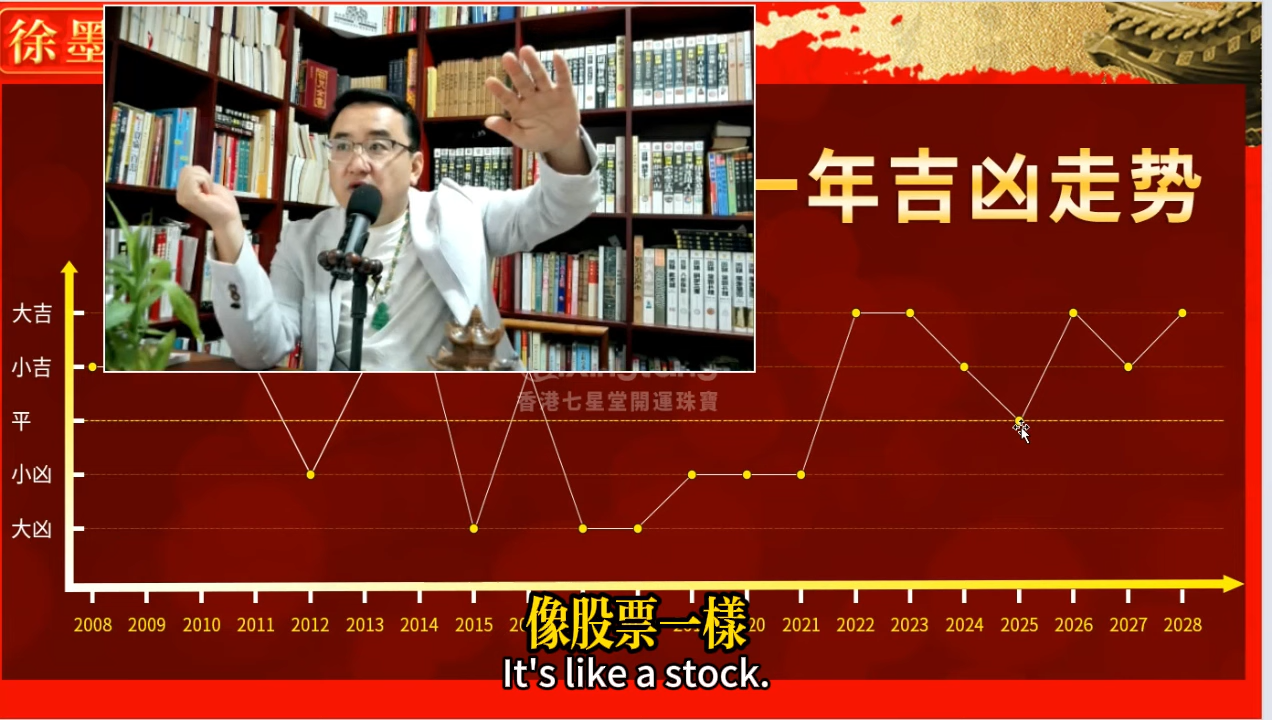 徐墨
一年吉凶走势
大吉
小吉
平
小凶
大凶
香港七星堂開運珠寶
2008 2009 2010 2011 2012 2013 2014 2015 2021 2022 2023 2024 2025 2026 2027 2028
像股票一樣
It's like a stock.